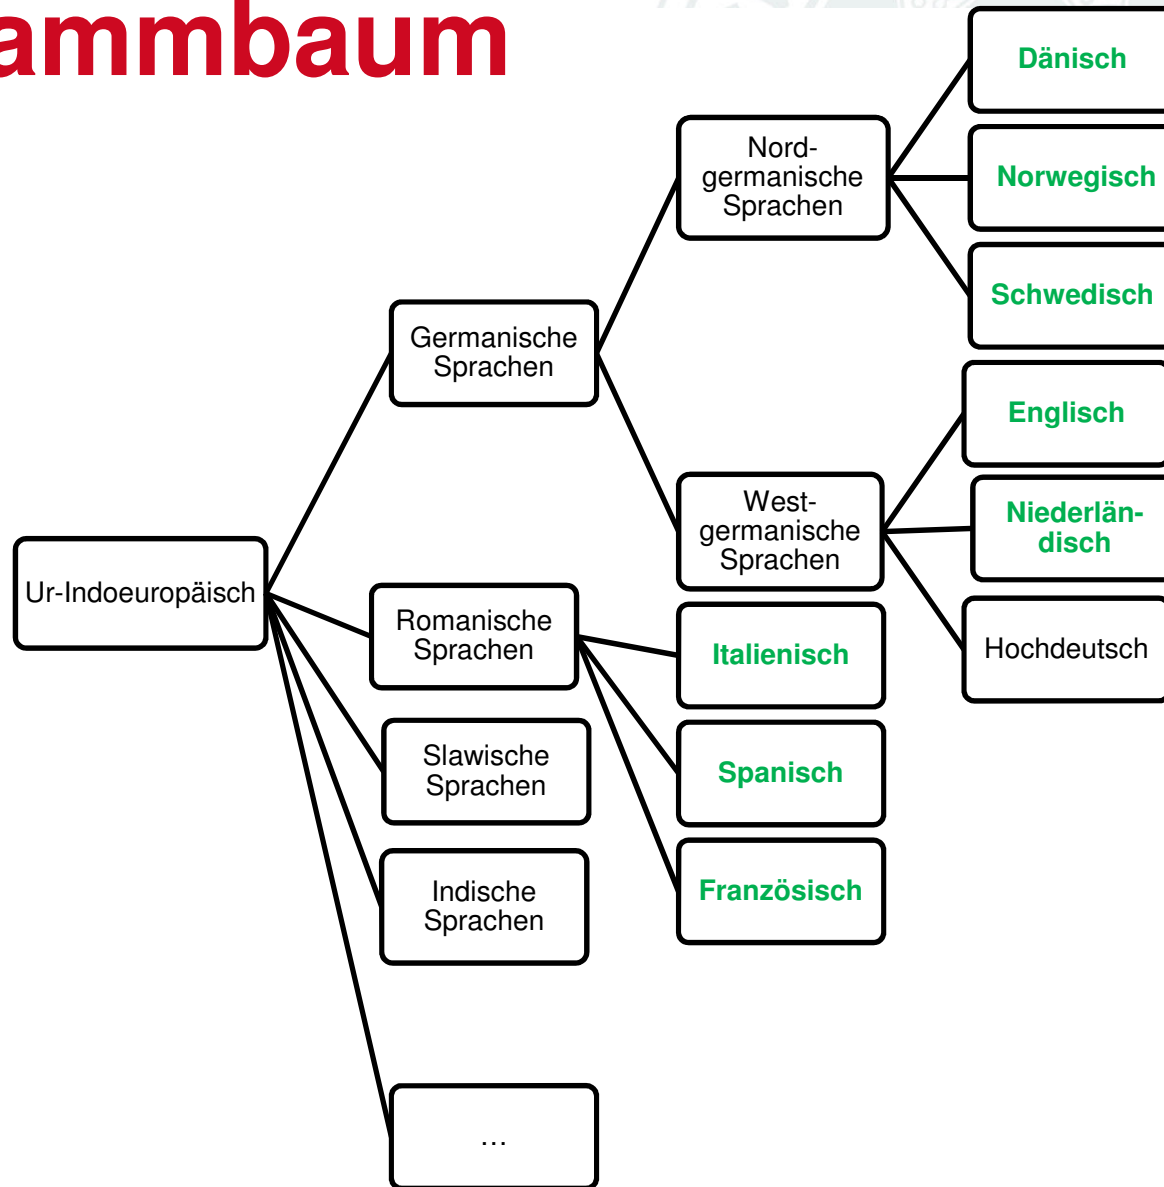 ammbaum
Dänisch
Nord-
germanische
Sprachen
Norwegisch
Schwedisch
Germanische
Sprachen
Englisch
West-
germanische
Sprachen
Niederlän-
disch
Hochdeutsch
Ur-Indoeuropäisch
Romanische
Sprachen
Italienisch
Slawische
Sprachen
Spanisch
Indische
Sprachen
Französisch
...